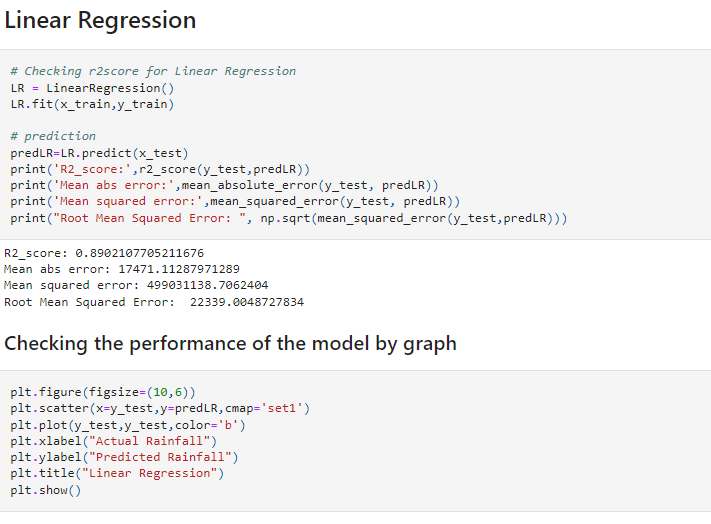 Linear Regression
# Checking r2score for Linear Regression
LR = LinearRegression()
LR.fit(x_train,y_train)
# prediction
predLR=LR.predict(x_test)
print('R2_score:',r2_score(y_test,predLR))
print('Mean abs error:',mean_absolute_error(y_test, predLR))
print('Mean squared error:',mean_squared_error(y_test, predLR))
print("Root Mean Squared Error: ", np.sqrt(mean_squared_error(y_test,predLR)))
R2_score: 0.8902107705211676
Mean abs error: 17471.11287971289
Mean squared error: 499031138.7062404
Root Mean Squared Error:  22339.0048727834
Checking the performance of the model by graph
plt.figure(figsize=(10,6))
plt.scatter(x=y_test,y=predLR,cmap='set1')
plt.plot(y_test,y_test,color='b')
plt.xlabel("Actual Rainfall")
plt.ylabel("Predicted Rainfall")
plt.title("Linear Regression")
plt.show()